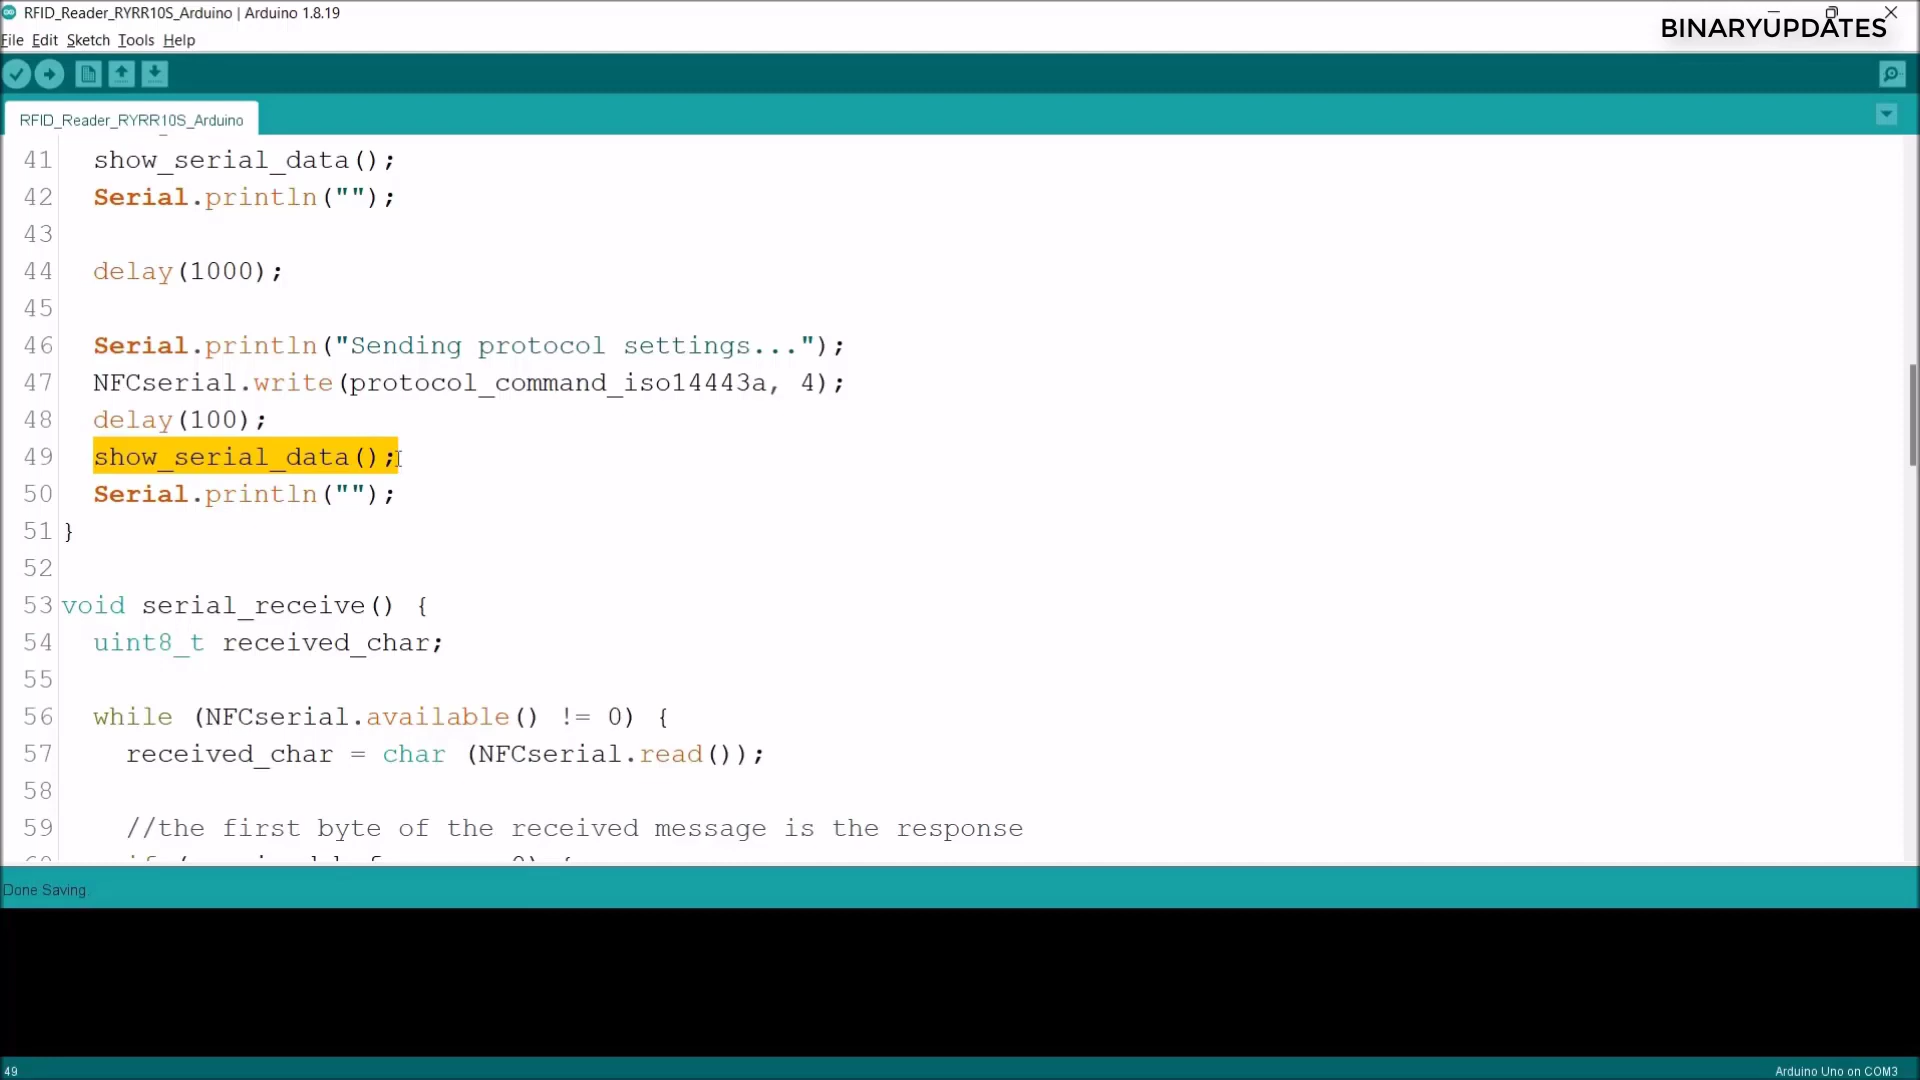 RFID_Reader_RYRR10S_Arduino | Arduino 1.8.19
BINARYUPDATES
File Edit Sketch Tools Help
RFID_Reader_RYRR10S_Arduino
41 show_serial_data();
42 Serial.println("");
43
44 delay(1000);
45
46 Serial.println("Sending protocol settings...");
47 NFCserial.write(protocol_command_iso14443a, 4);
48 delay(100);
49 show_serial_data();
50 Serial.println("");
51 }
52
53 void serial_receive() {
54 uint8_t received_char;
55
56 while (NFCserial.available() != 0) {
57 received_char = char (NFCserial.read());
58
59 //the first byte of the received message is the response
Done Saving.
49
Arduino Uno on COM3